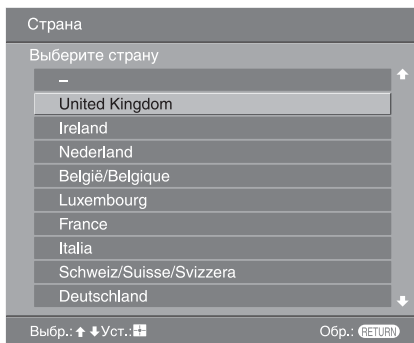 Страна
Выберите страну
–
United Kingdom
Ireland
Nederland
België/Belgique
Luxembourg
France
Italia
Schweiz/Suisse/Svizzera
Deutschland
Выбр.: Уст.: Обр.: RETURN